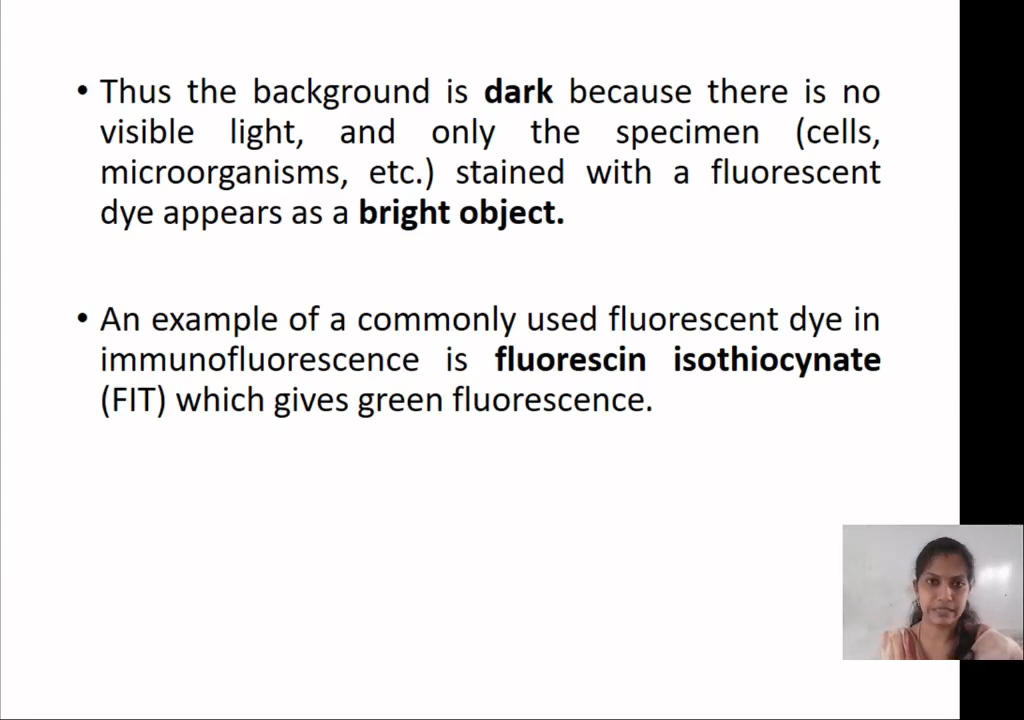 • Thus the background is dark because there is no
visible light, and only the specimen (cells,
microorganisms, etc.) stained with a fluorescent
dye appears as a bright object.
• An example of a commonly used fluorescent dye in
immunofluorescence is fluorescin isothiocynate
(FIT) which gives green fluorescence.